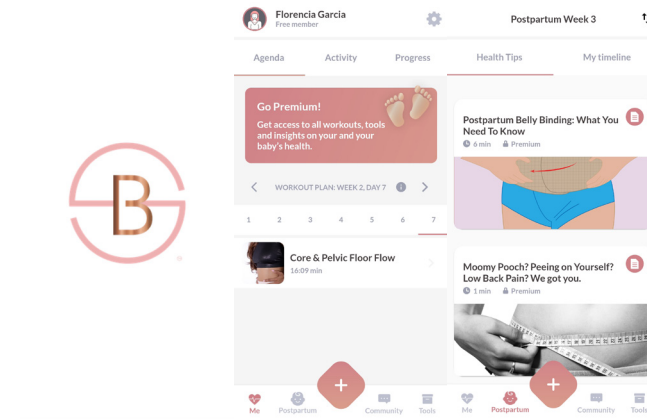 B
Florencia Garcia
Free member
Agenda Activity Progress
Go Premium!
Get access to all workouts, tools
and insights on your and your
baby's health.
WORKOUT PLAN: WEEK 2, DAY 7
1 2 3 4 5 6 7
Core & Pelvic Floor Flow
16:09 min
Me Postpartum Community Tools
Postpartum Week 3
Health Tips My timeline
Postpartum Belly Binding: What You
Need To Know
6 min Premium
Moomy Pooch? Peeing on Yourself?
Low Back Pain? We got you.
1 min Premium
Me Postpartum Community Tools